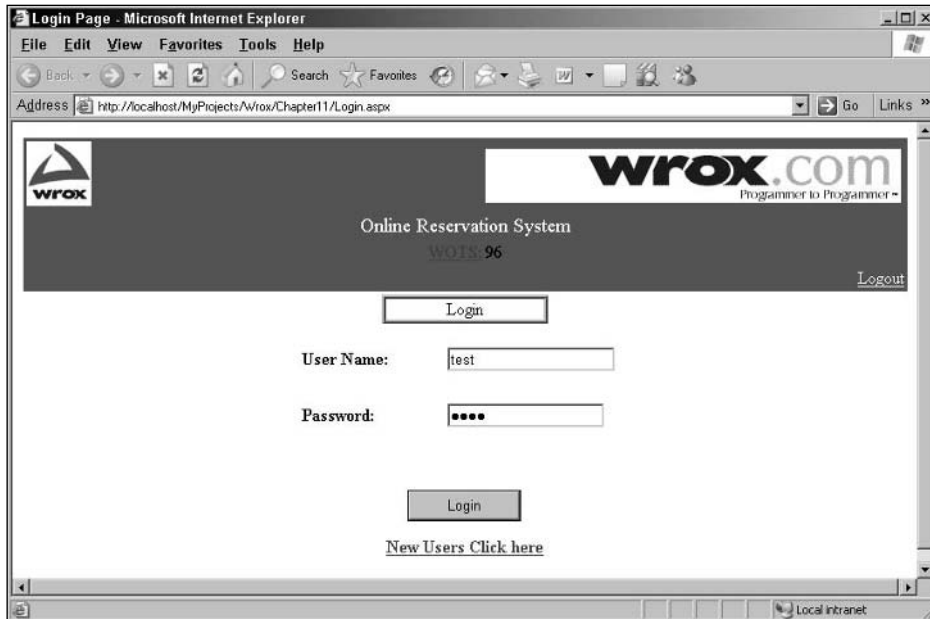 Login Page - Microsoft Internet Explorer
File Edit View Favorites Tools Help
Back Search Favorites
Address http://localhost/MyProjects/Wrox/Chapter11/Login.aspx Go Links »
wrox
wrox.com
Programmer to Programmer™
Online Reservation System
WOTS:96
Logout
Login
User Name: test
Password: ••••
Login
New Users Click here
Local intranet